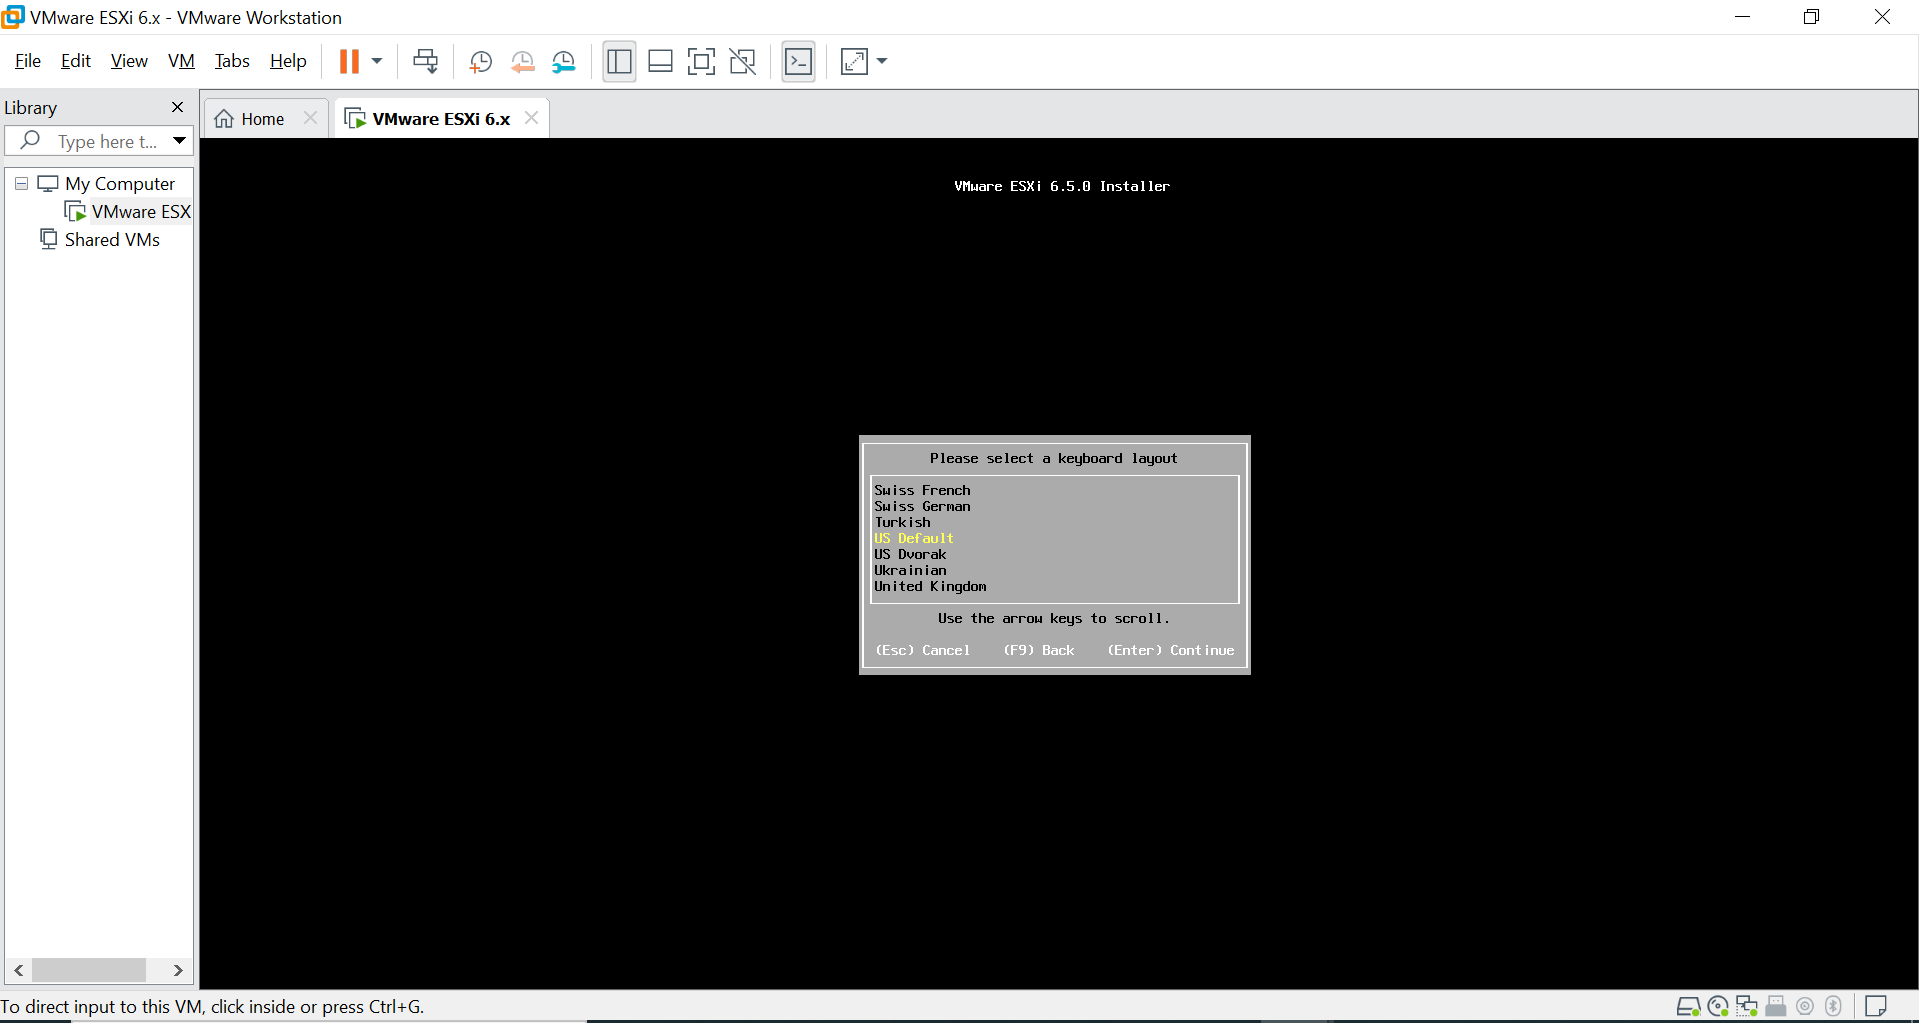 VMware ESXi 6.x - VMware Workstation
File Edit View VM Tabs Help
Library
Home
VMware ESXi 6.x
Type here t...
My Computer
VMware ESX
Shared VMs
VMware ESXi 6.5.0 Installer
Please select a keyboard layout
Swiss French
Swiss German
Turkish
US Default
US Dvorak
Ukrainian
United Kingdom
Use the arrow keys to scroll.
(Esc) Cancel (F9) Back (Enter) Continue
To direct input to this VM, click inside or press Ctrl+G.